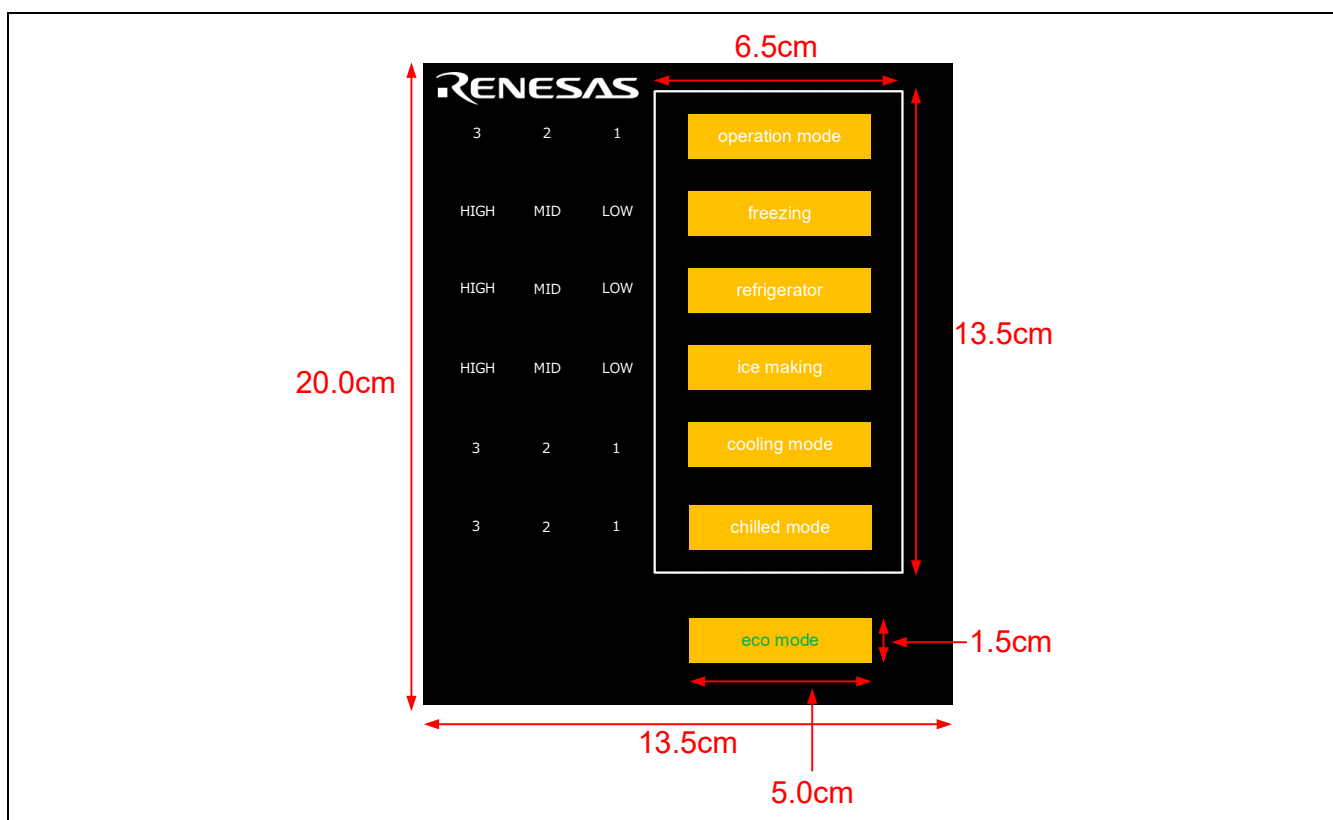 6.5cm
RENESAS
3 2 1 operation mode
HIGH MID LOW freezing
HIGH MID LOW refrigerator
13.5cm
HIGH MID LOW ice making
20.0cm
3 2 1 cooling mode
3 2 1 chilled mode
eco mode
1.5cm
13.5cm
5.0cm